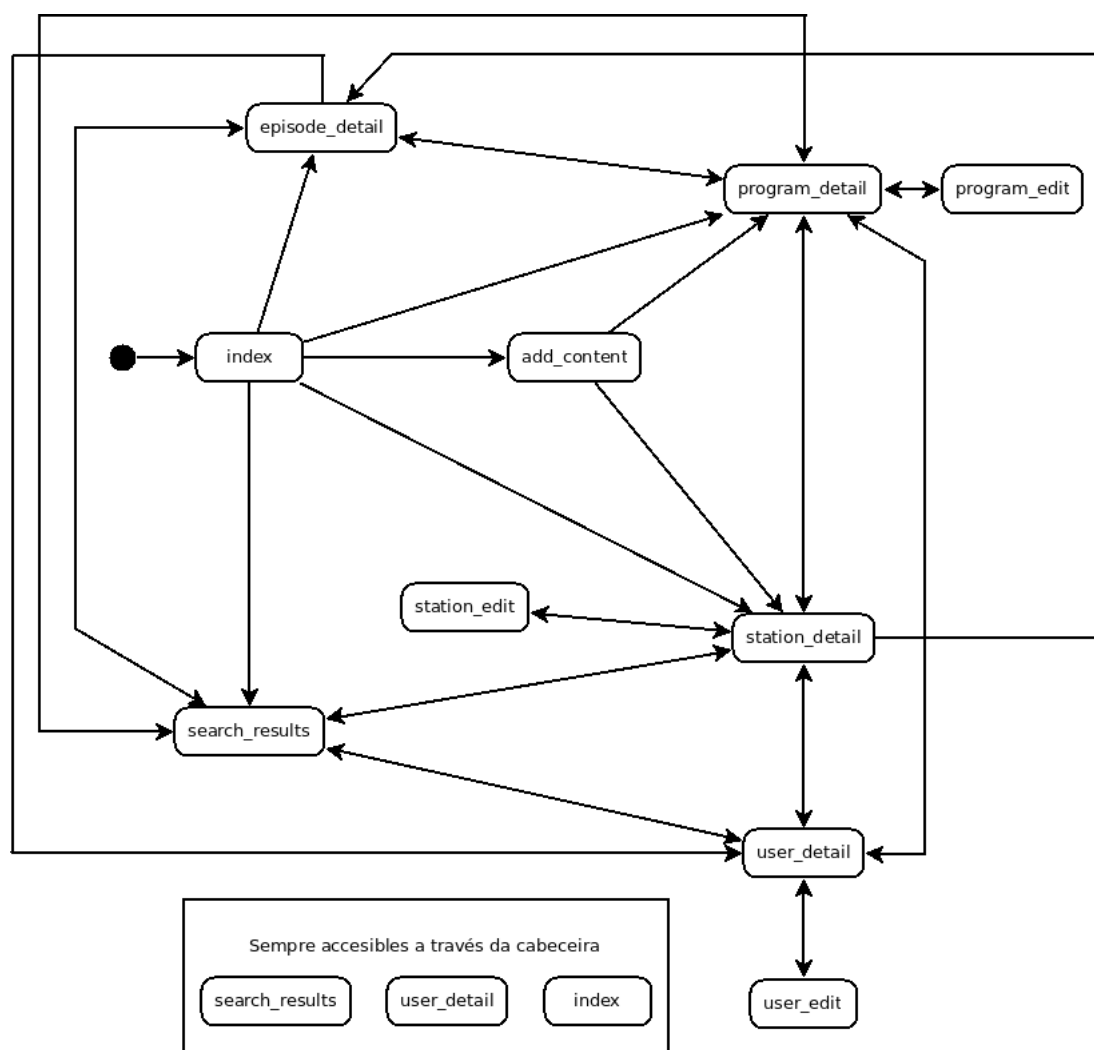 episode_detail
program_detail
program_edit
index
add_content
station_edit
station_detail
search_results
user_detail
Sempre accesibles a través da cabeceira
search_results
user_detail
index
user_edit